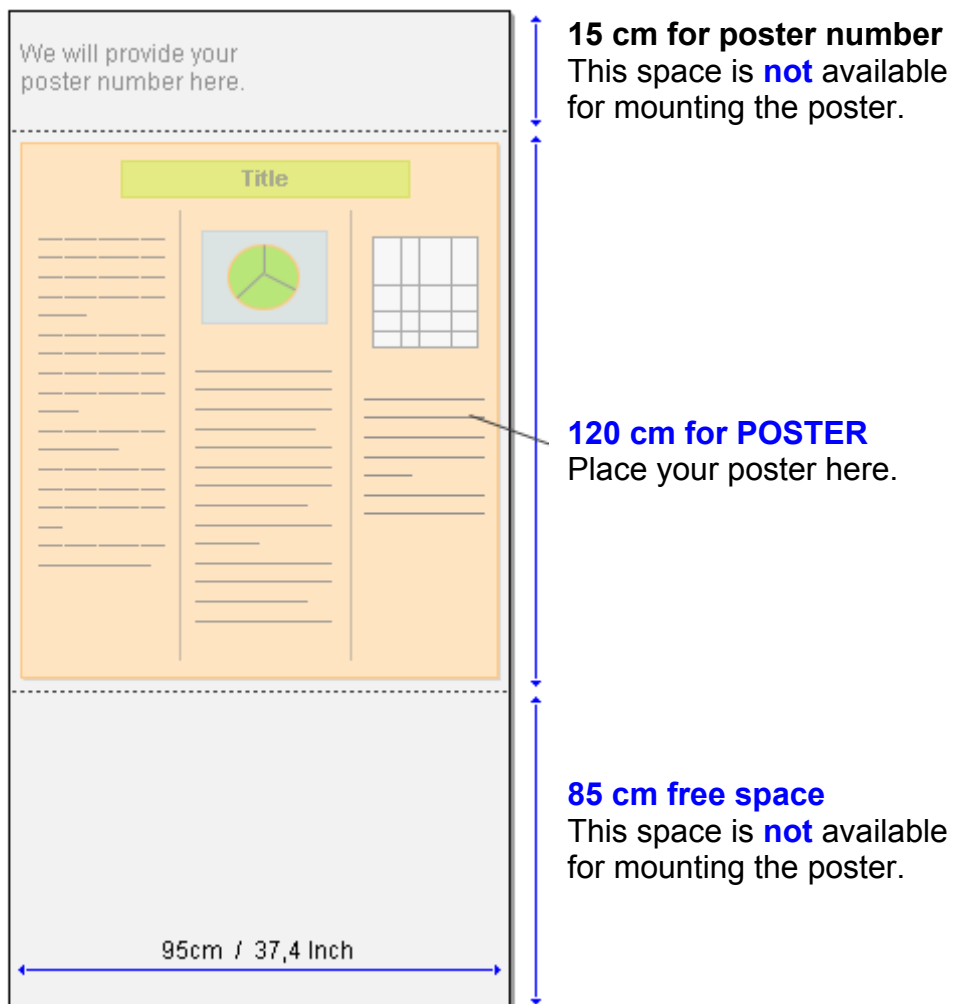 We will provide your
poster number here.
15 cm for poster number
This space is not available
for mounting the poster.
Title
120 cm for POSTER
Place your poster here.
85 cm free space
This space is not available
for mounting the poster.
95cm / 37,4 Inch